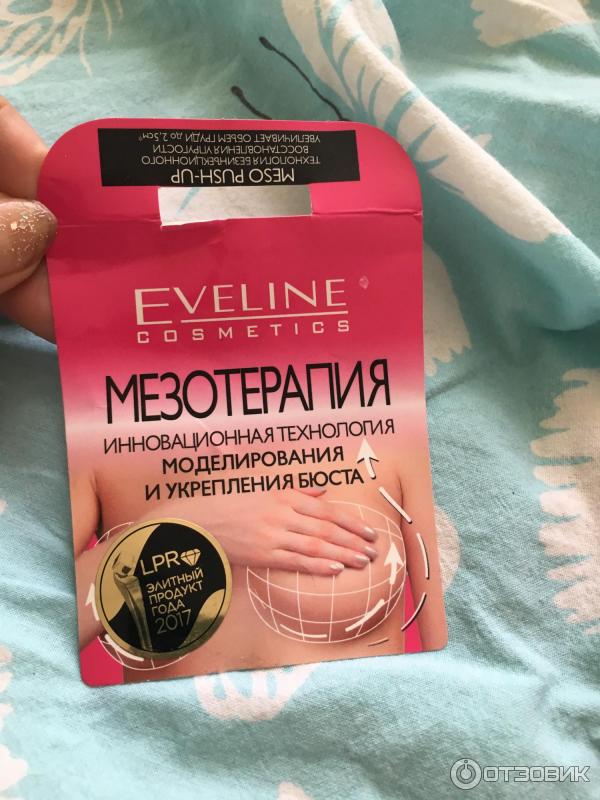 MESO PUSH-UP
ТЕХНОЛОГИЯ БЕЗИНЪЕКЦИОННОГО
ВОССТАНОВЛЕНИЯ УПРУГОСТИ
УВЕЛИЧИВАЕТ ОБЪЕМ ГРУДИ до 2,5см*
EVELINE
COSMETICS
МЕЗОТЕРАПИЯ
ИННОВАЦИОННАЯ ТЕХНОЛОГИЯ
МОДЕЛИРОВАНИЯ
И УКРЕПЛЕНИЯ БЮСТА
LPR
ЭЛИТНЫЙ
ПРОДУКТ
ГОДА
2017
ОТЗОВИК